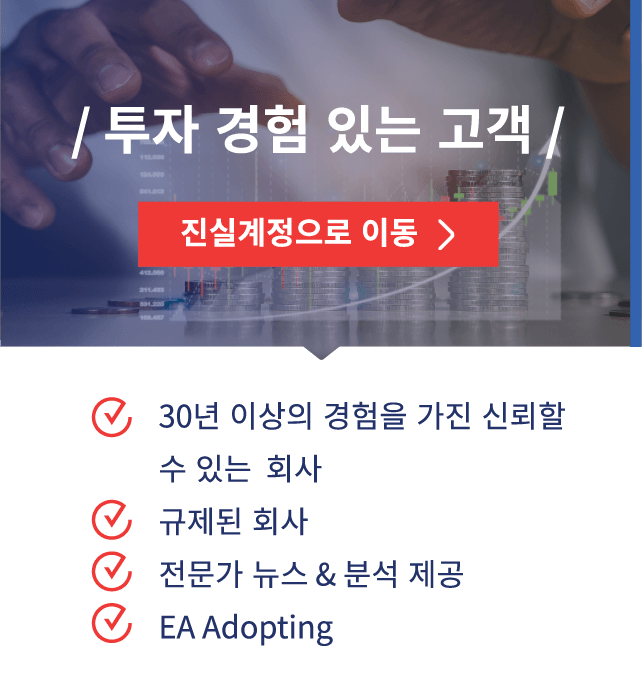 / 투자 경험 있는 고객 /
진실계정으로 이동
30년 이상의 경험을 가진 신뢰할
수 있는 회사
규제된 회사
전문가 뉴스 & 분석 제공
EA Adopting